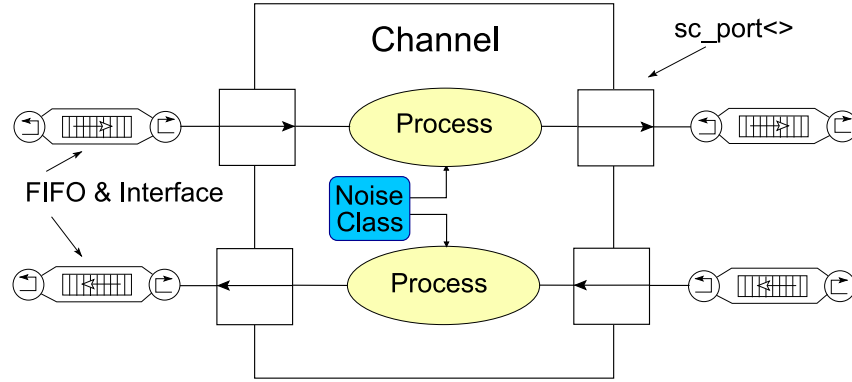 Channel
sc_port<>
Process
FIFO & Interface
Noise
Class
Process